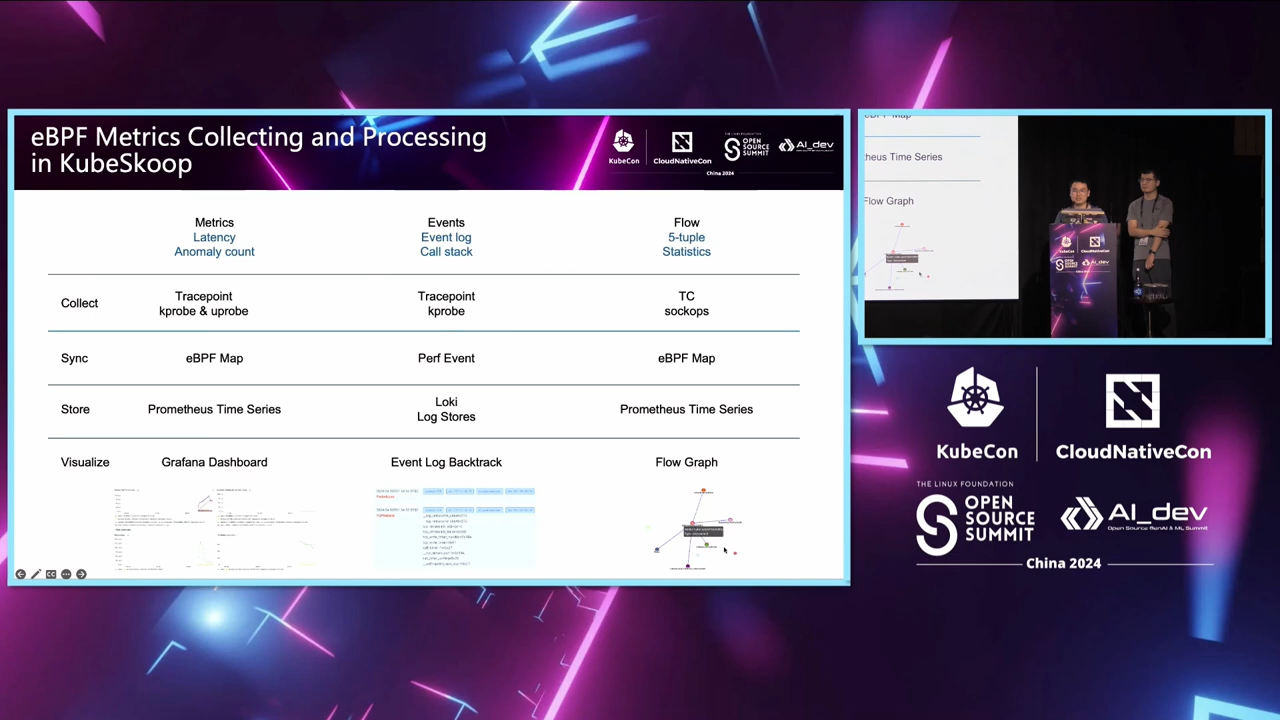 eBPF Metrics Collecting and Processing
in KubeSkoop
KubeCon
CloudNativeCon
THE LINUX FOUNDATION
OPEN
SOURCE
SUMMIT
AI_dev
China 2024
Metrics
Latency
Anomaly count
Events
Event log
Call stack
Flow
5-tuple
Statistics
Collect
Tracepoint
kprobe & uprobe
Tracepoint
kprobe
TC
sockops
Sync
eBPF Map
Perf Event
eBPF Map
Store
Prometheus Time Series
Loki
Log Stores
Prometheus Time Series
Visualize
Grafana Dashboard
Event Log Backtrack
Flow Graph
theus Time Series
Flow Graph
KubeCon
CloudNativeCon
THE LINUX FOUNDATION
OPEN
SOURCE
SUMMIT
AI_dev
Open Source GenAI & ML Summit
China 2024